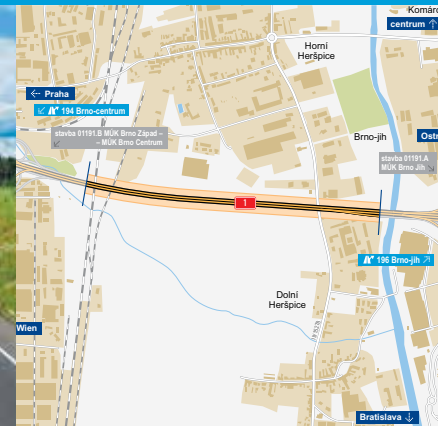 Komárov
centrum ↑
Horní
Heršpice
← Praha
↙ 194 Brno-centrum
stavba 01191.B MÚK Brno Západ –
↙ – MÚK Brno Centrum
Brno-jih
Ostr
stavba 01191.A
MÚK Brno Jih ↘
1
196 Brno-jih ↗
Dolní
Heršpice
Wien
Bratislava ↓